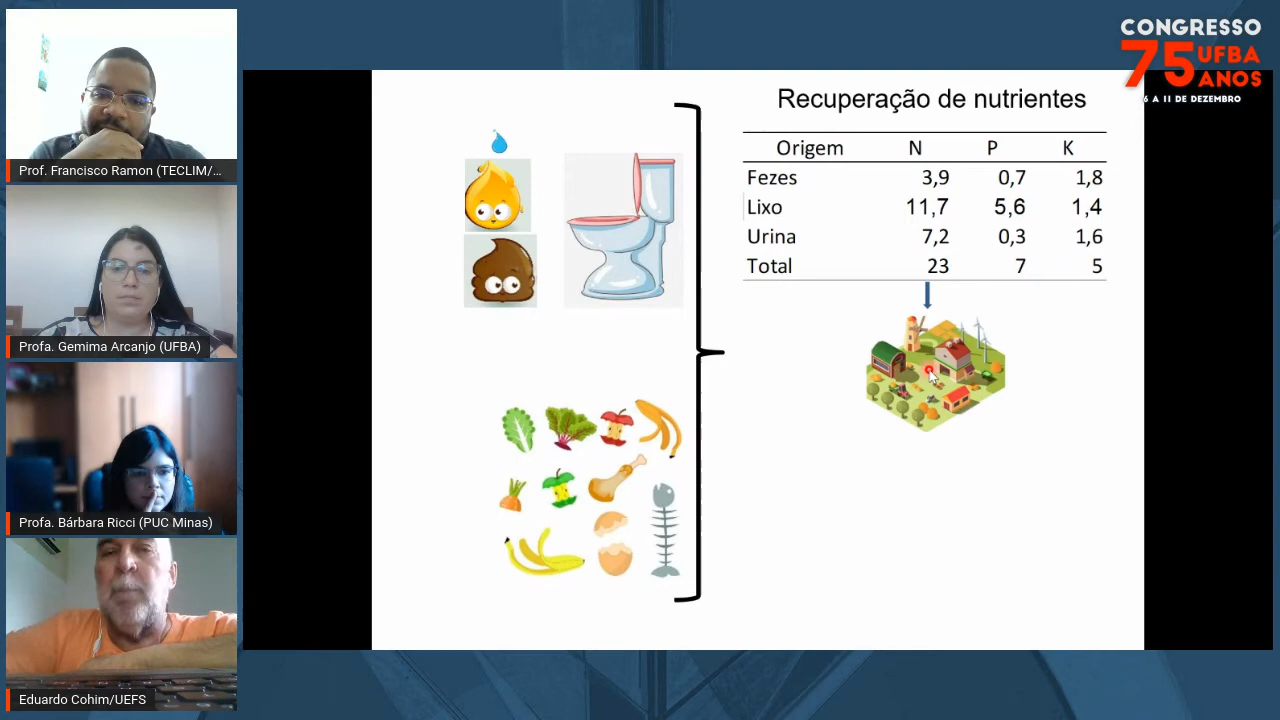 CONGRESSO
75 UFBA
ANOS
6 A 11 DE DEZEMBRO
Prof. Francisco Ramon (TECLIM/...
Profa. Gemima Arcanjo (UFBA)
Profa. Bárbara Ricci (PUC Minas)
Eduardo Cohim/UEFS
Recuperação de nutrientes
Origem N P K
Fezes 3,9 0,7 1,8
Lixo 11,7 5,6 1,4
Urina 7,2 0,3 1,6
Total 23 7 5